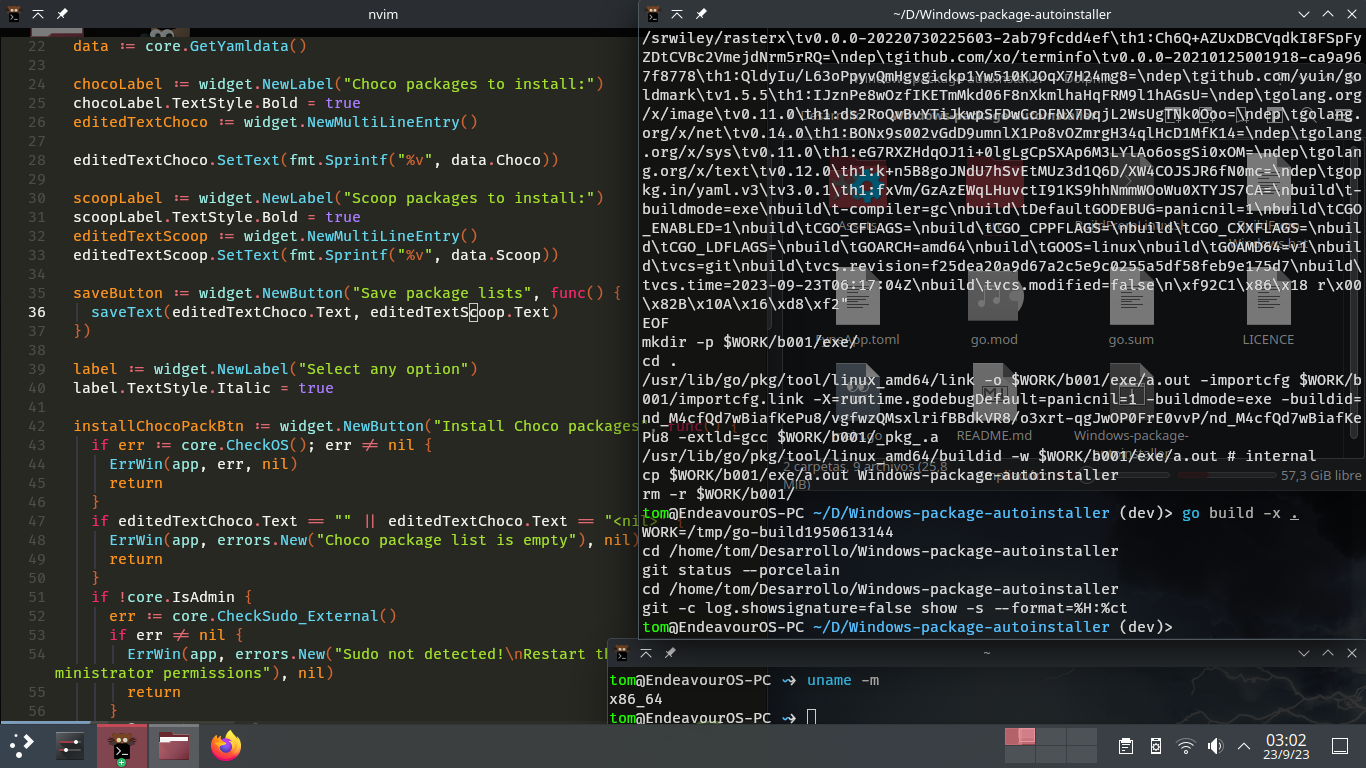 nvim
22 data := core.GetYamldata()
23
24 chocoLabel := widget.NewLabel("Choco packages to install:")
25 chocoLabel.TextStyle.Bold = true
26 editedTextChoco := widget.NewMultiLineEntry()
27
28 editedTextChoco.SetText(fmt.Sprintf("%v", data.Choco))
29
30 scoopLabel := widget.NewLabel("Scoop packages to install:")
31 scoopLabel.TextStyle.Bold = true
32 editedTextScoop := widget.NewMultiLineEntry()
33 editedTextScoop.SetText(fmt.Sprintf("%v", data.Scoop))
34
35 saveButton := widget.NewButton("Save package lists", func() {
36 saveText(editedTextChoco.Text, editedTextScoop.Text)
37 })
38
39 label := widget.NewLabel("Select any option")
40 label.TextStyle.Italic = true
41
42 installChocoPackBtn := widget.NewButton("Install Choco packages
43 if err := core.CheckOS(); err != nil {
44 ErrWin(app, err, nil)
45 return
46 }
47 if editedTextChoco.Text == "" || editedTextChoco.Text == "<nil>
48 ErrWin(app, errors.New("Choco package list is empty"), nil)
49 return
50 }
51 if !core.IsAdmin {
52 err := core.CheckSudo_External()
53 if err != nil {
54 ErrWin(app, errors.New("Sudo not detected!\nRestart th
ministrator permissions"), nil)
55 return
56 }
~/D/Windows-package-autoinstaller
/srwiley/rasterx\tv0.0.0-20220730225603-2ab79fcdd4ef\th1:Ch6Q+AZUxDBCVqdkI8FSpFy
YZDtCVBc2VmejdNrm5rRQ=\ndep\tgithub.com/xo/terminfo\tv0.0.0-20210125001918-ca9a96
7f8778\th1:
mldmark\tv1.5.5\th1:IJznPe8wOzfIKETmMkd06F8nXkmlhaHqFRM9l1hAGsU=\ndep\tgolang.org
/x/image\tv0.11.0\th1:
org/x/net\tv0.14.0\th1:BONx9s002vGdD9umnlX1Po8vOZmrgH34qlHcD1MfK14=\ndep\tgolang
.org/x/sys\tv0.11.0\th1:eG7RXZHdqOJ1i+0lgLgCpSXAp6M3LYlAo6osgSi0xOM=\ndep\tgolan
g.org/x/text\tv0.12.0\th1:k+n5B8goJNdU7hSvEtMUz3d1Q6D/XW4COJSJR6fN0mc=\ndep\tgop
kg.in/yaml.v3\tv3.0.1\th1:fxVm/GzAzEWqLHuvctI91KS9hhNmmWOoWu0XTYJS7CA=\nbuild\t-
buildmode=exe\nbuild\t-compiler=gc\nbuild\tDefaultGODEBUG=panicnil=1\nbuild\tCGO
_ENABLED=1\nbuild\tCGO_CFLAGS=\nbuild\tCGO_CPPFLAGS=\nbuild\tCGO_CXXFLAGS=\nbuil
d\tCGO_LDFLAGS=\nbuild\tGOARCH=amd64\nbuild\tGOOS=linux\nbuild\tGOAMD64=v1\nbuil
d\tvcs=git\nbuild\tvcs.revision=f25dea20a9d67a2c5e9c0255a5df58feb9e175d7\nbuild\
tvcs.time=2023-09-23T06:17:04Z\nbuild\tvcs.modified=false\n\xf92C1\x86\x18 r\x00
\x82B\x10A\x16\xd8\xf2"
EOF
FyneApp.toml go.mod go.sum LICENCE
mkdir -p $WORK/b001/exe/
cd .
/usr/lib/go/pkg/tool/linux_amd64/link -o $WORK/b001/exe/a.out -importcfg $WORK/b
001/importcfg.link -X=runtime.godebugDefault=panicnil=1 -buildmode=exe -buildid=
nd_M4cfQd7wBiafKePu8/vgfwzQMsxlrifBBdkVR8/o3xrt-qgJwOP0FrE0vvP/nd_M4cfQd7wBiafKe
Pu8 -extld=gcc $WORK/b001/_pkg_.a
README.md Windows-package-
/usr/lib/go/pkg/tool/linux_amd64/buildid -w $WORK/b001/exe/a.out # internal
2 carpetas, 9 archivos (25,8 MiB)
cp $WORK/b001/exe/a.out Windows-package-autoinstaller
57,3 GiB libre
rm -r $WORK/b001/
tom@EndeavourOS-PC ~/D/Windows-package-autoinstaller (dev)> go build -x .
WORK=/tmp/go-build1950613144
cd /home/tom/Desarrollo/Windows-package-autoinstaller
git status --porcelain
cd /home/tom/Desarrollo/Windows-package-autoinstaller
git -c log.showsignature=false show -s --format=%H:%ct
tom@EndeavourOS-PC ~/D/Windows-package-autoinstaller (dev)>
~
tom@EndeavourOS-PC ~> uname -m
x86_64
tom@EndeavourOS-PC ~>
03:02
23/9/23